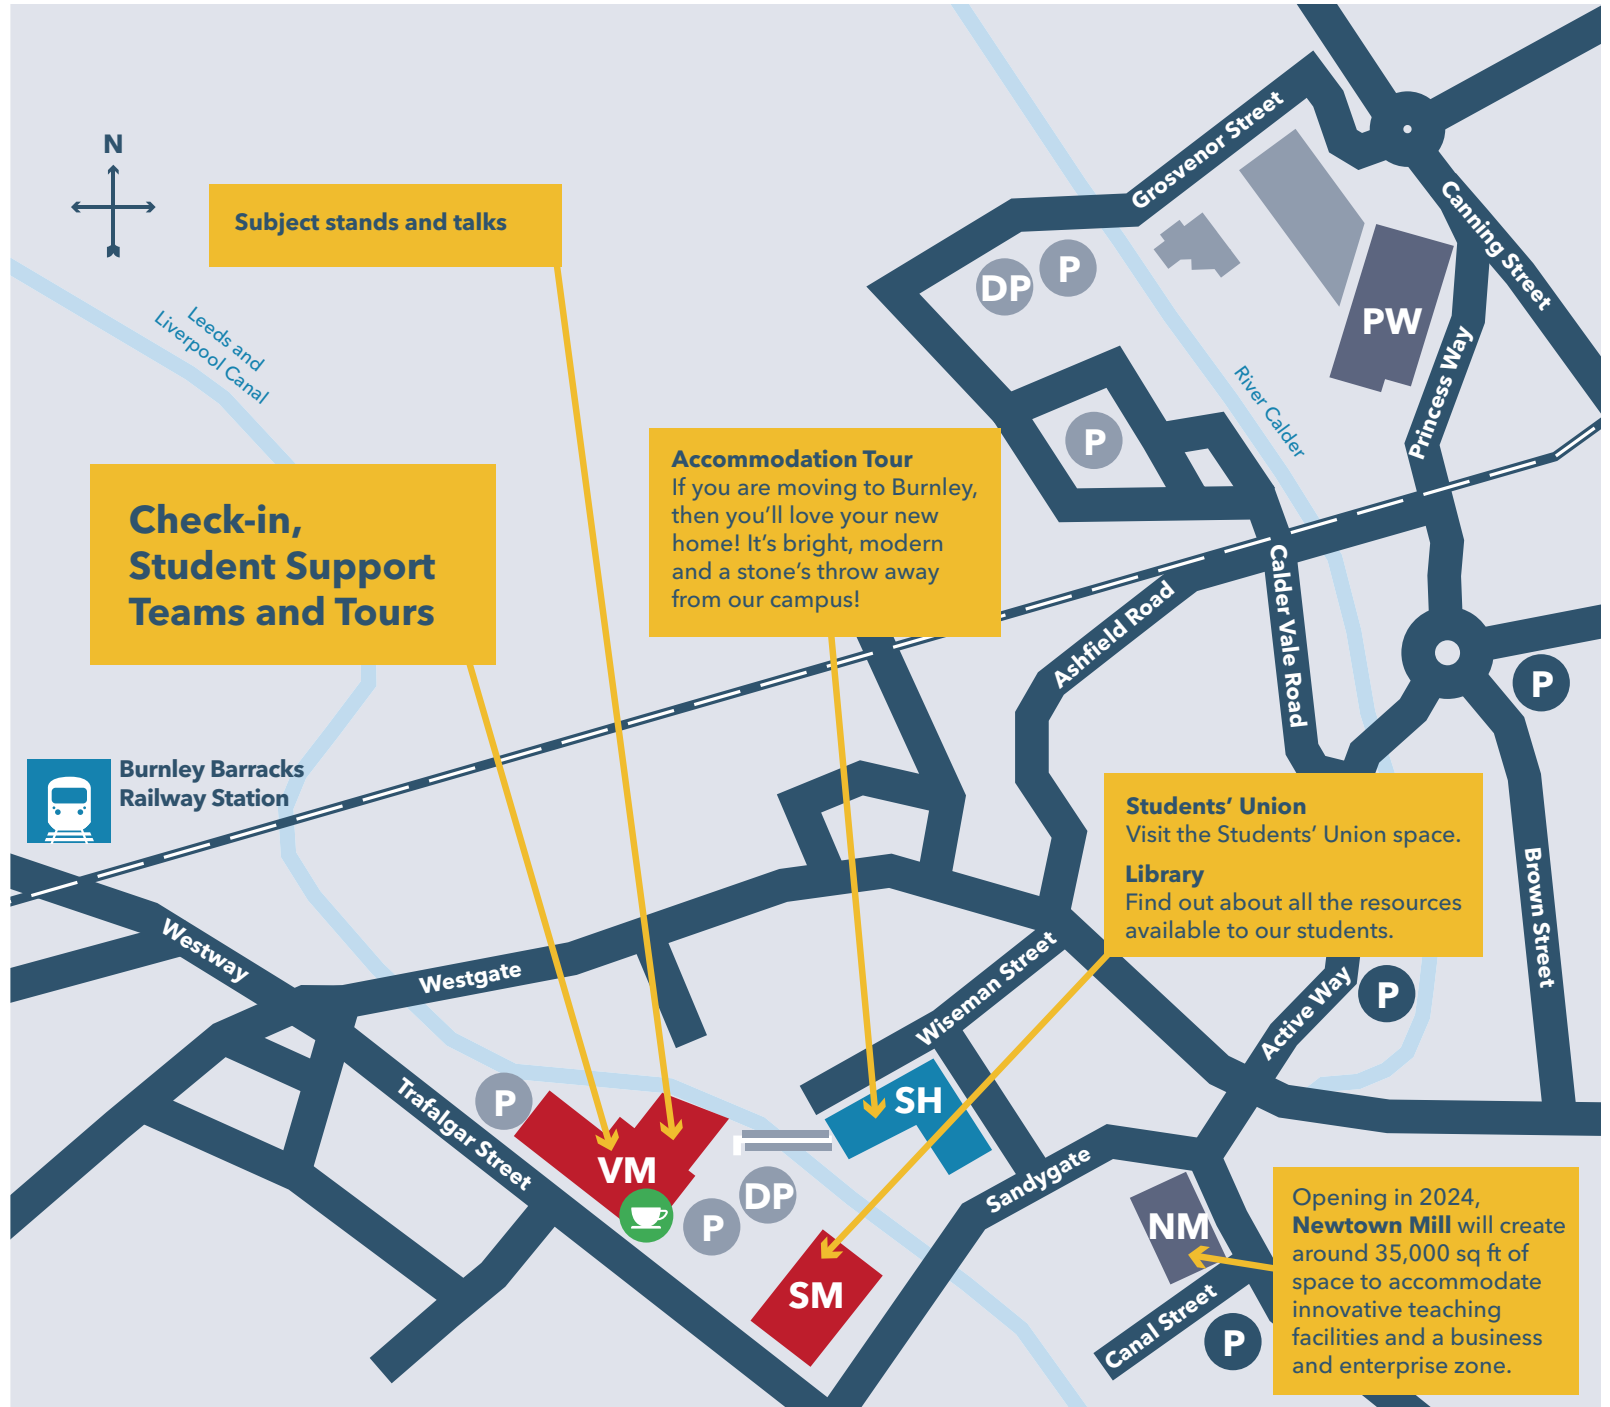 N
Subject stands and talks
Leeds and
Liverpool Canal
Grosvenor Street
Canning Street
DP
P
PW
Princess Way
River Calder
P
Accommodation Tour
If you are moving to Burnley,
then you’ll love your new
home! It’s bright, modern
and a stone’s throw away
from our campus!
Check-in,
Student Support
Teams and Tours
Ashfield Road
Calder Vale Road
P
Burnley Barracks
Railway Station
Students’ Union
Visit the Students’ Union space.
Library
Find out about all the resources
available to our students.
Brown Street
Westway
Westgate
Wiseman Street
Active Way
P
Trafalgar Street
P
SH
VM
DP
P
Sandygate
NM
SM
Canal Street
P
Opening in 2024,
Newtown Mill will create
around 35,000 sq ft of
space to accommodate
innovative teaching
facilities and a business
and enterprise zone.